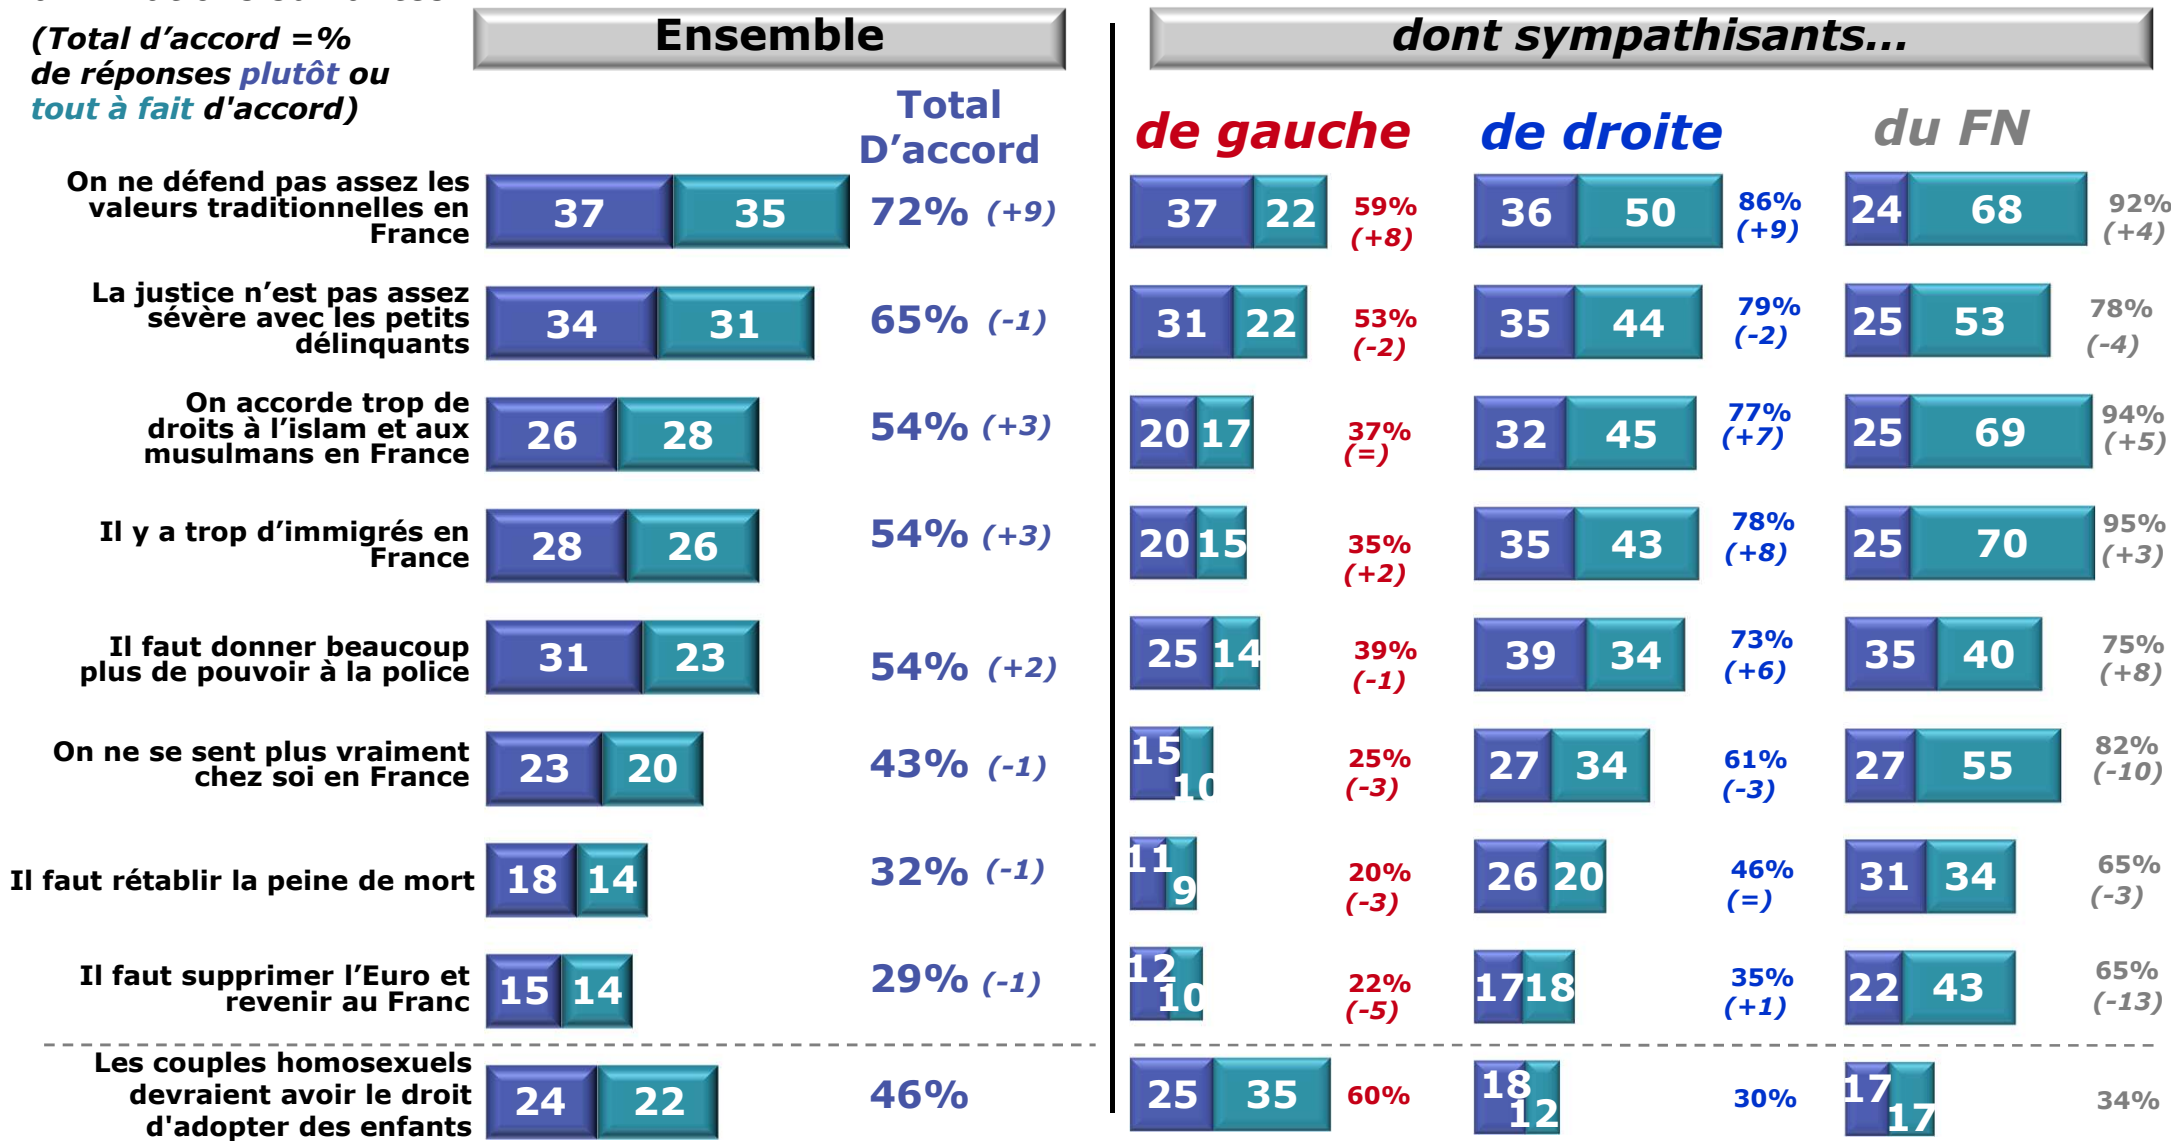 (Total d’accord =%
de réponses plutôt ou
tout à fait d'accord)
Ensemble
dont sympathisants…
Total
D’accord
de gauche
de droite
du FN
On ne défend pas assez les
valeurs traditionnelles en
France
37 35 72% (+9)
37 22 59%
(+8)
36 50 86%
(+9)
24 68 92%
(+4)
La justice n’est pas assez
sévère avec les petits
délinquants
34 31 65% (-1)
31 22 53%
(-2)
35 44 79%
(-2)
25 53 78%
(-4)
On accorde trop de
droits à l’islam et aux
musulmans en France
26 28 54% (+3)
20 17 37%
(=)
32 45 77%
(+7)
25 69 94%
(+5)
Il y a trop d’immigrés en
France
28 26 54% (+3)
20 15 35%
(+2)
35 43 78%
(+8)
25 70 95%
(+3)
Il faut donner beaucoup
plus de pouvoir à la police
31 23 54% (+2)
25 14 39%
(-1)
39 34 73%
(+6)
35 40 75%
(+8)
On ne se sent plus vraiment
chez soi en France
23 20 43% (-1)
15 10 25%
(-3)
27 34 61%
(-3)
27 55 82%
(-10)
Il faut rétablir la peine de mort
18 14 32% (-1)
11 9 20%
(-3)
26 20 46%
(=)
31 34 65%
(-3)
Il faut supprimer l’Euro et
revenir au Franc
15 14 29% (-1)
12 10 22%
(-5)
17 18 35%
(+1)
22 43 65%
(-13)
Les couples homosexuels
devraient avoir le droit
d'adopter des enfants
24 22 46%
25 35 60%
18 12 30%
17 17 34%